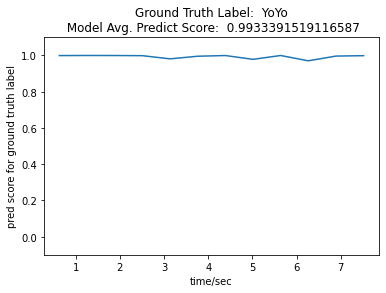 Ground Truth Label:  YoYo
Model Avg. Predict Score:  0.9933391519116587
pred score for ground truth label
1.0
0.8
0.6
0.4
0.2
0.0
1 2 3 4 5 6 7
time/sec